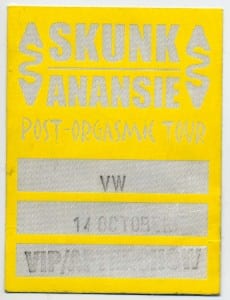 SKUNK
ANANSIE
POST-ORGASMIC TOUR
VW
14 OCTOBER
VIP/AFTERSHOW